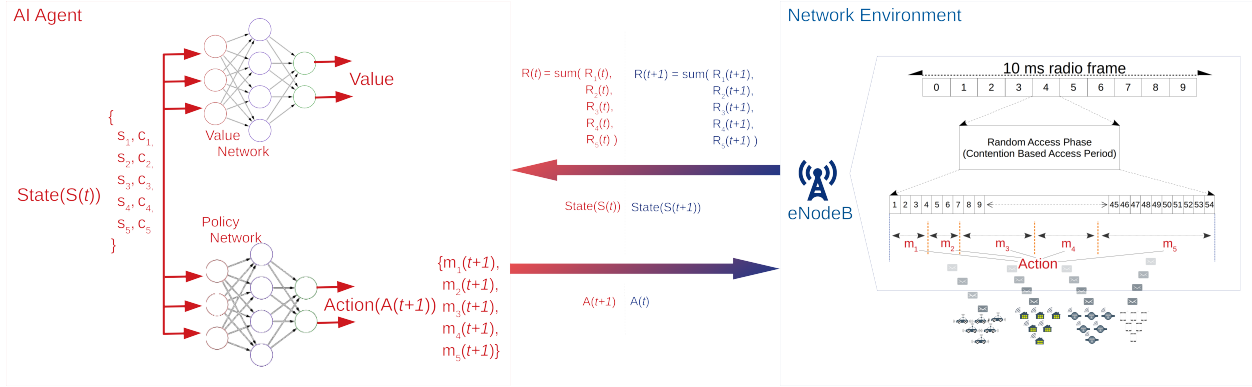 AI Agent
Value
Value
Network
{
s1, c1,
s2, c2,
s3, c3,
s4, c4,
s5, c5
}
State(S(t))
Policy
Network
Action(A(t+1))
{m1(t+1),
m2(t+1),
m3(t+1),
m4(t+1),
m5(t+1)}
R(t) = sum( R1(t),
R2(t),
R3(t),
R4(t),
R5(t) )
R(t+1) = sum( R1(t+1),
R2(t+1),
R3(t+1),
R4(t+1),
R5(t+1) )
State(S(t)) State(S(t+1))
A(t+1) A(t)
Network Environment
eNodeB
10 ms radio frame
0 1 2 3 4 5 6 7 8 9
Random Access Phase
(Contention Based Access Period)
1 2 3 4 5 6 7 8 9 45 46 47 48 49 50 51 52 53 54
m1 m2 m3 m4 m5
Action